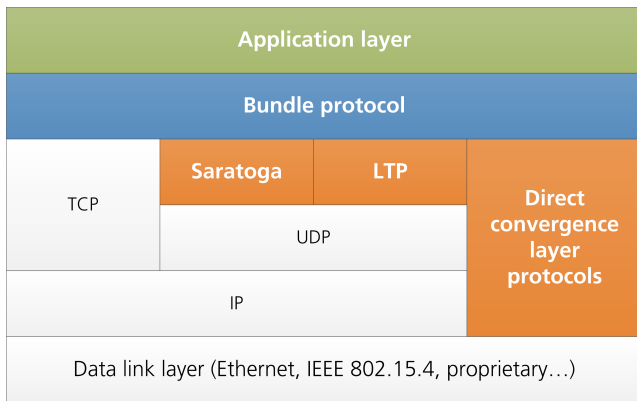 Application layer
Bundle protocol
TCP
Saratoga
LTP
UDP
Direct
convergence
layer
protocols
IP
Data link layer (Ethernet, IEEE 802.15.4, proprietary…)